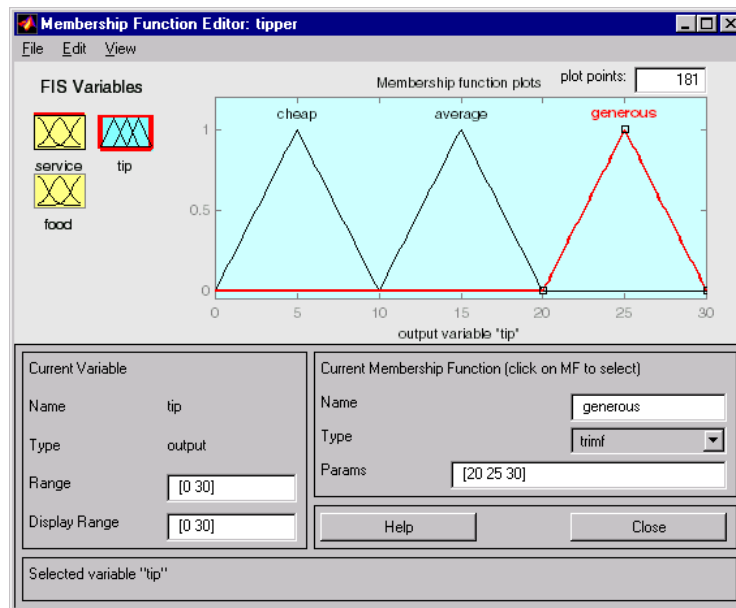 Membership Function Editor: tipper
File Edit View
FIS Variables
service
tip
food
Membership function plots
plot points:
181
cheap
average
generous
1
0.5
0
0 5 10 15 20 25 30
output variable "tip"
Current Variable
Name tip
Type output
Range [0 30]
Display Range [0 30]
Current Membership Function (click on MF to select)
Name generous
Type trimf
Params [20 25 30]
Help Close
Selected variable "tip"